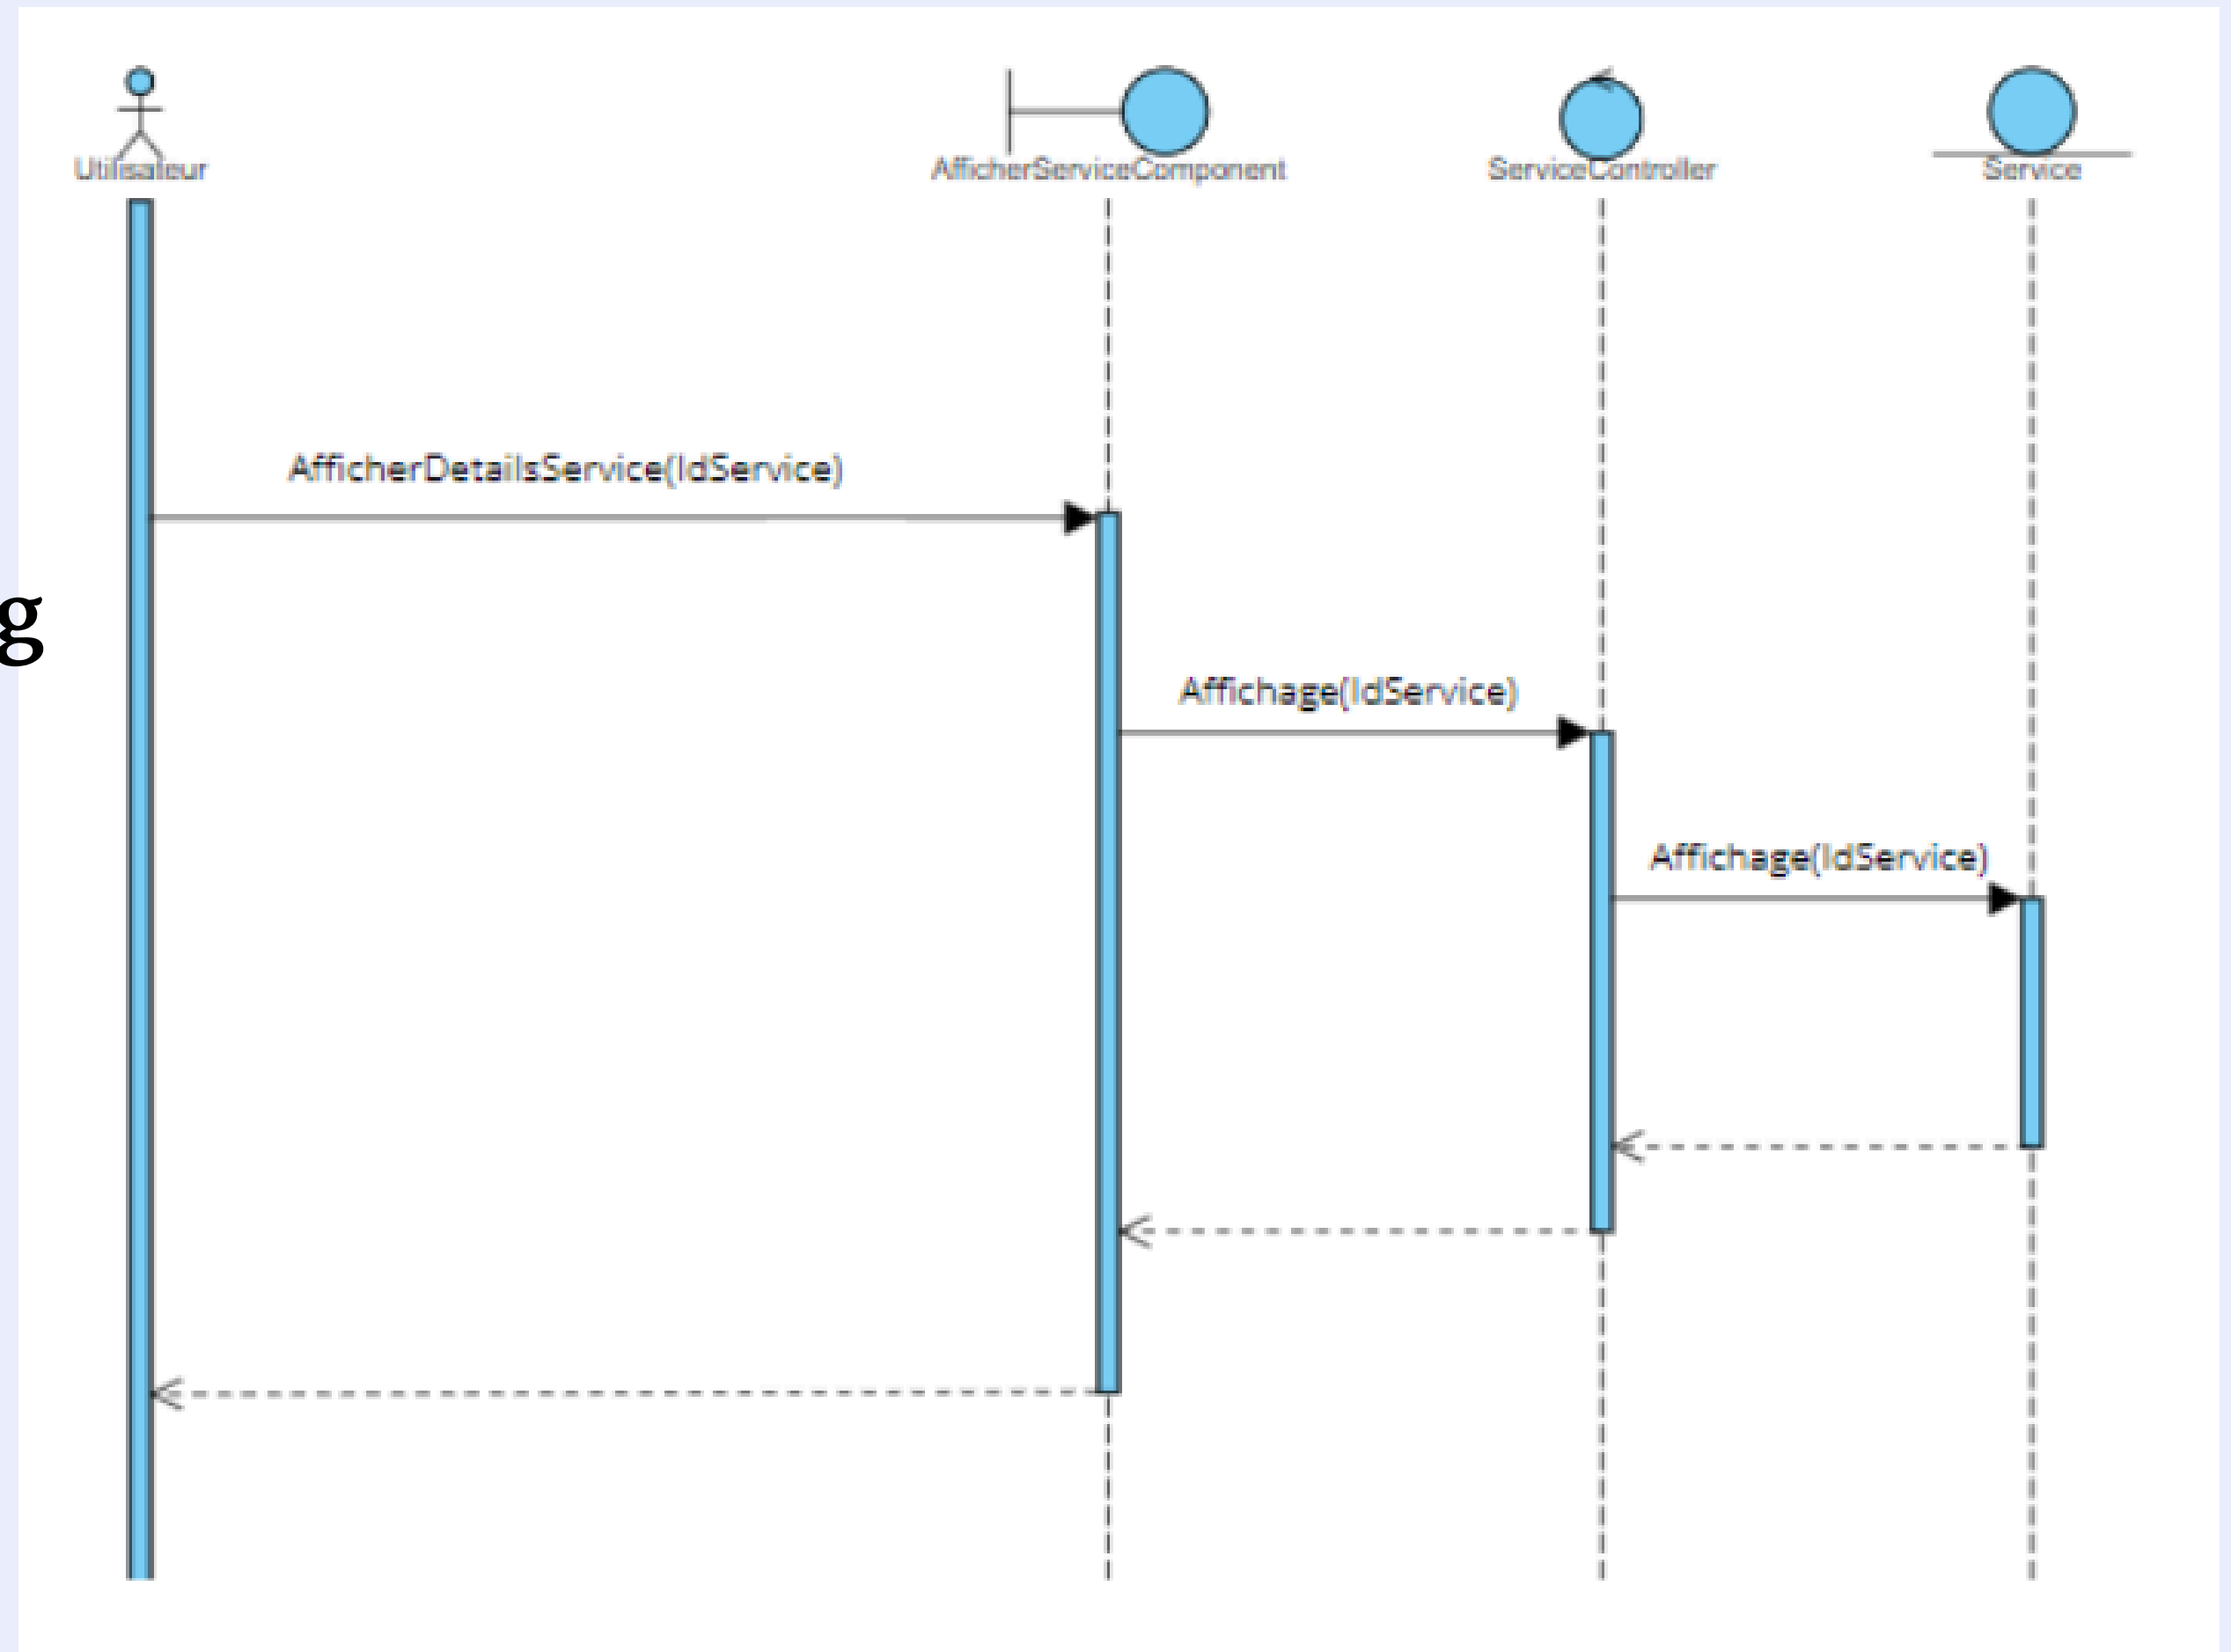 Utilisateur
AfficherServiceComponent
ServiceController
Service
AfficherDetailsService(IdService)
g
Affichage(IdService)
Affichage(IdService)